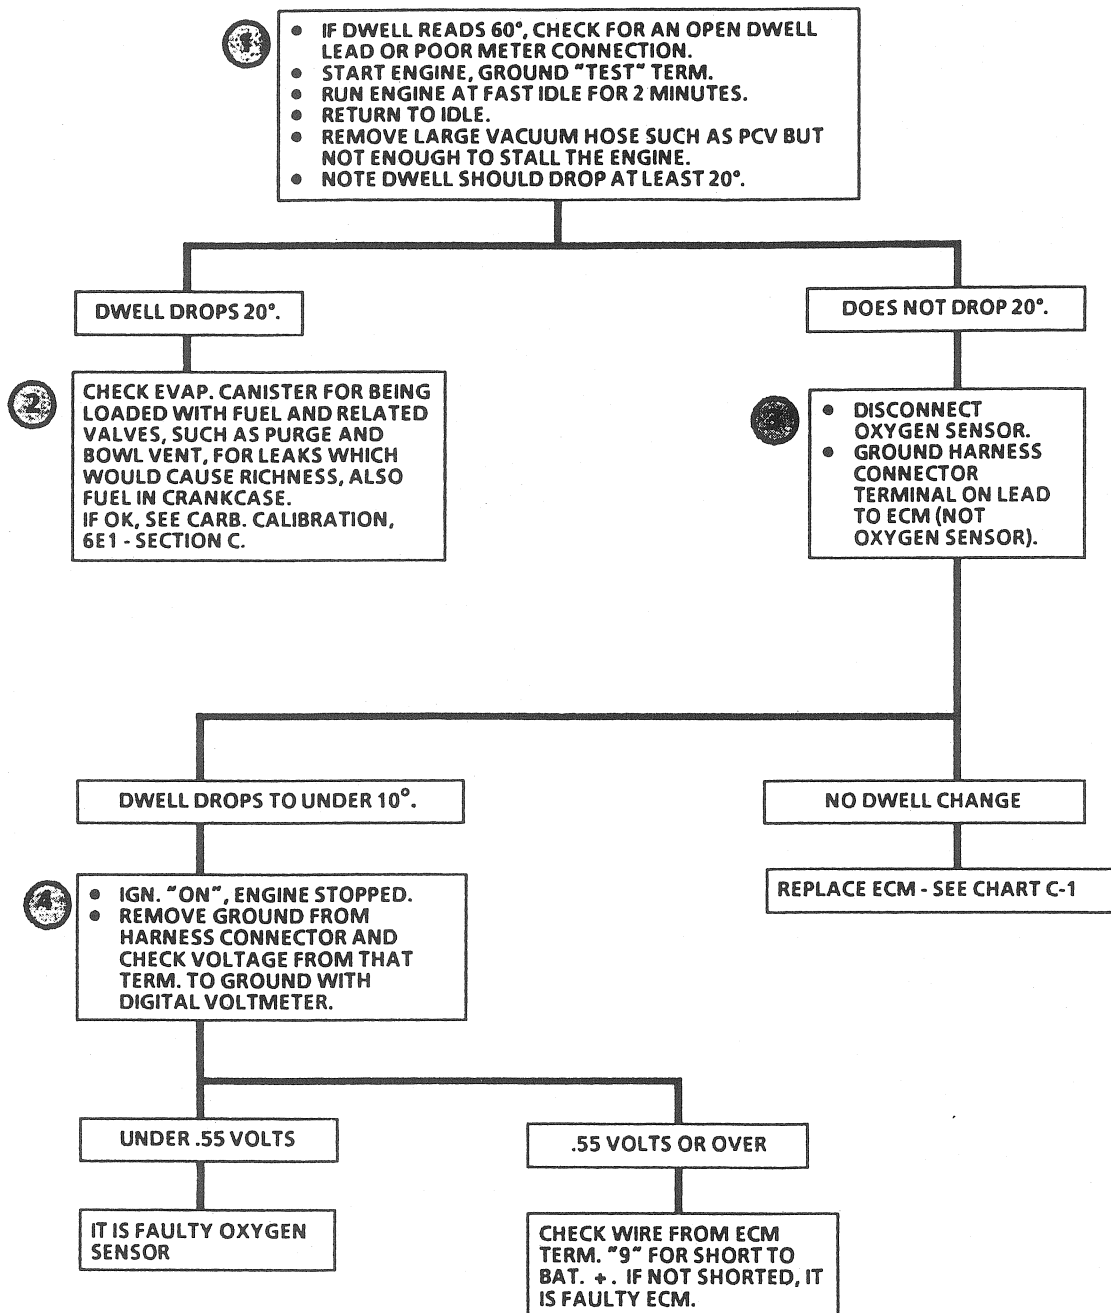 1
• IF DWELL READS 60°, CHECK FOR AN OPEN DWELL
LEAD OR POOR METER CONNECTION.
• START ENGINE, GROUND "TEST" TERM.
• RUN ENGINE AT FAST IDLE FOR 2 MINUTES.
• RETURN TO IDLE.
• REMOVE LARGE VACUUM HOSE SUCH AS PCV BUT
NOT ENOUGH TO STALL THE ENGINE.
• NOTE DWELL SHOULD DROP AT LEAST 20°.
DWELL DROPS 20°.
DOES NOT DROP 20°.
2
CHECK EVAP. CANISTER FOR BEING
LOADED WITH FUEL AND RELATED
VALVES, SUCH AS PURGE AND
BOWL VENT, FOR LEAKS WHICH
WOULD CAUSE RICHNESS, ALSO
FUEL IN CRANKCASE.
IF OK, SEE CARB. CALIBRATION,
6E1 - SECTION C.
3
• DISCONNECT
OXYGEN SENSOR.
• GROUND HARNESS
CONNECTOR
TERMINAL ON LEAD
TO ECM (NOT
OXYGEN SENSOR).
DWELL DROPS TO UNDER 10°.
NO DWELL CHANGE
4
• IGN. "ON", ENGINE STOPPED.
• REMOVE GROUND FROM
HARNESS CONNECTOR AND
CHECK VOLTAGE FROM THAT
TERM. TO GROUND WITH
DIGITAL VOLTMETER.
REPLACE ECM - SEE CHART C-1
UNDER .55 VOLTS
.55 VOLTS OR OVER
IT IS FAULTY OXYGEN
SENSOR
CHECK WIRE FROM ECM
TERM. "9" FOR SHORT TO
BAT. +. IF NOT SHORTED, IT
IS FAULTY ECM.